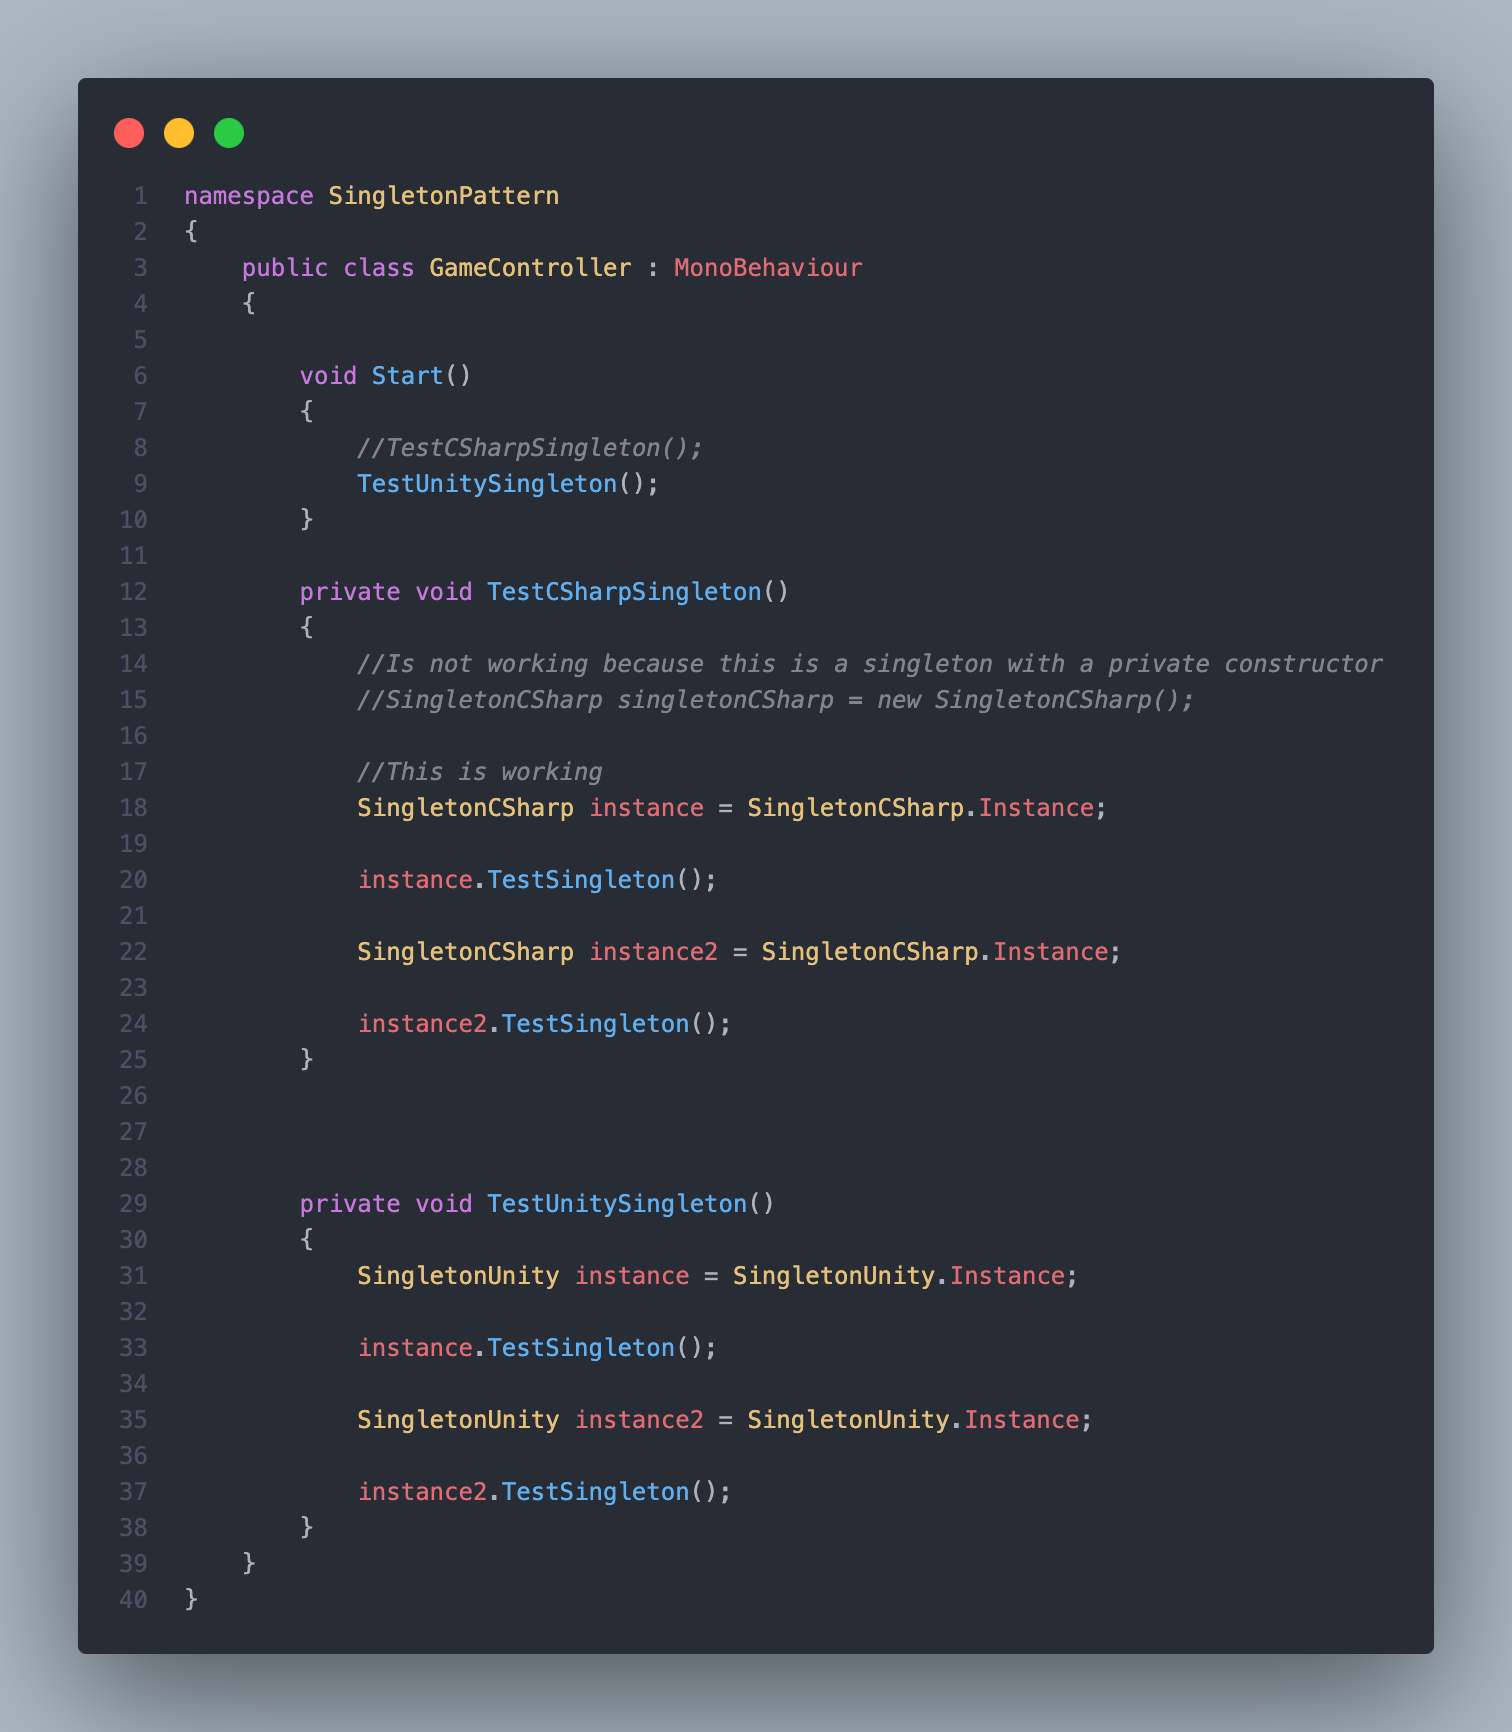 1 namespace SingletonPattern
2 {
3     public class GameController : MonoBehaviour
4     {
5
6         void Start()
7         {
8             //TestCSharpSingleton();
9             TestUnitySingleton();
10         }
11
12         private void TestCSharpSingleton()
13         {
14             //Is not working because this is a singleton with a private constructor
15             //SingletonCSharp singletonCSharp = new SingletonCSharp();
16
17             //This is working
18             SingletonCSharp instance = SingletonCSharp.Instance;
19
20             instance.TestSingleton();
21
22             SingletonCSharp instance2 = SingletonCSharp.Instance;
23
24             instance2.TestSingleton();
25         }
26
27
28
29         private void TestUnitySingleton()
30         {
31             SingletonUnity instance = SingletonUnity.Instance;
32
33             instance.TestSingleton();
34
35             SingletonUnity instance2 = SingletonUnity.Instance;
36
37             instance2.TestSingleton();
38         }
39     }
40 }